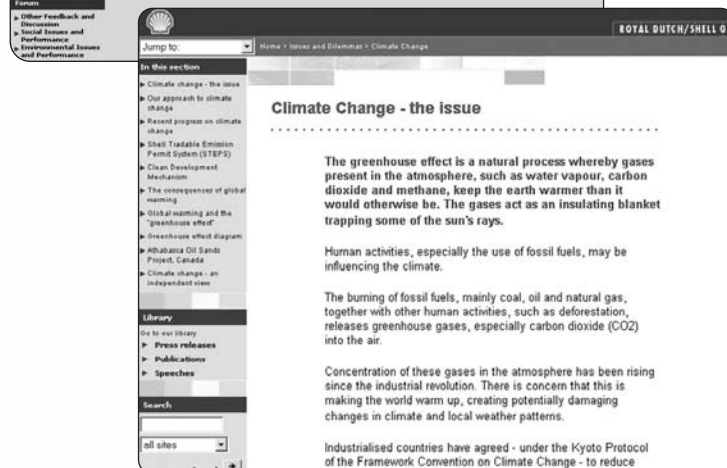 Forum
Other Feedback and
Discussion
Social Issues and
Performance
Environmental Issues
and Performance
ROYAL DUTCH/SHELL G
Jump to:
Home > Issues and Dilemmas > Climate Change
In this section
Climate change - the issue
Our approach to climate
change
Recent progress on climate
change
Shell Tradable Emission
Permit System (STEPS)
Clean Development
Mechanism
The consequences of global
warming
Global warming and the
"greenhouse effect"
Greenhouse effect diagram
Athabasca Oil Sands
Project, Canada
Climate change - an
independent view
Library
Go to our library
Press releases
Publications
Speeches
Search
all sites
Climate Change - the issue
The greenhouse effect is a natural process whereby gases
present in the atmosphere, such as water vapour, carbon
dioxide and methane, keep the earth warmer than it
would otherwise be. The gases act as an insulating blanket
trapping some of the sun's rays.
Human activities, especially the use of fossil fuels, may be
influencing the climate.
The burning of fossil fuels, mainly coal, oil and natural gas,
together with other human activities, such as deforestation,
releases greenhouse gases, especially carbon dioxide (CO2)
into the air.
Concentration of these gases in the atmosphere has been rising
since the industrial revolution. There is concern that this is
making the world warm up, creating potentially damaging
changes in climate and local weather patterns.
Industrialised countries have agreed - under the Kyoto Protocol
of the Framework Convention on Climate Change - to reduce